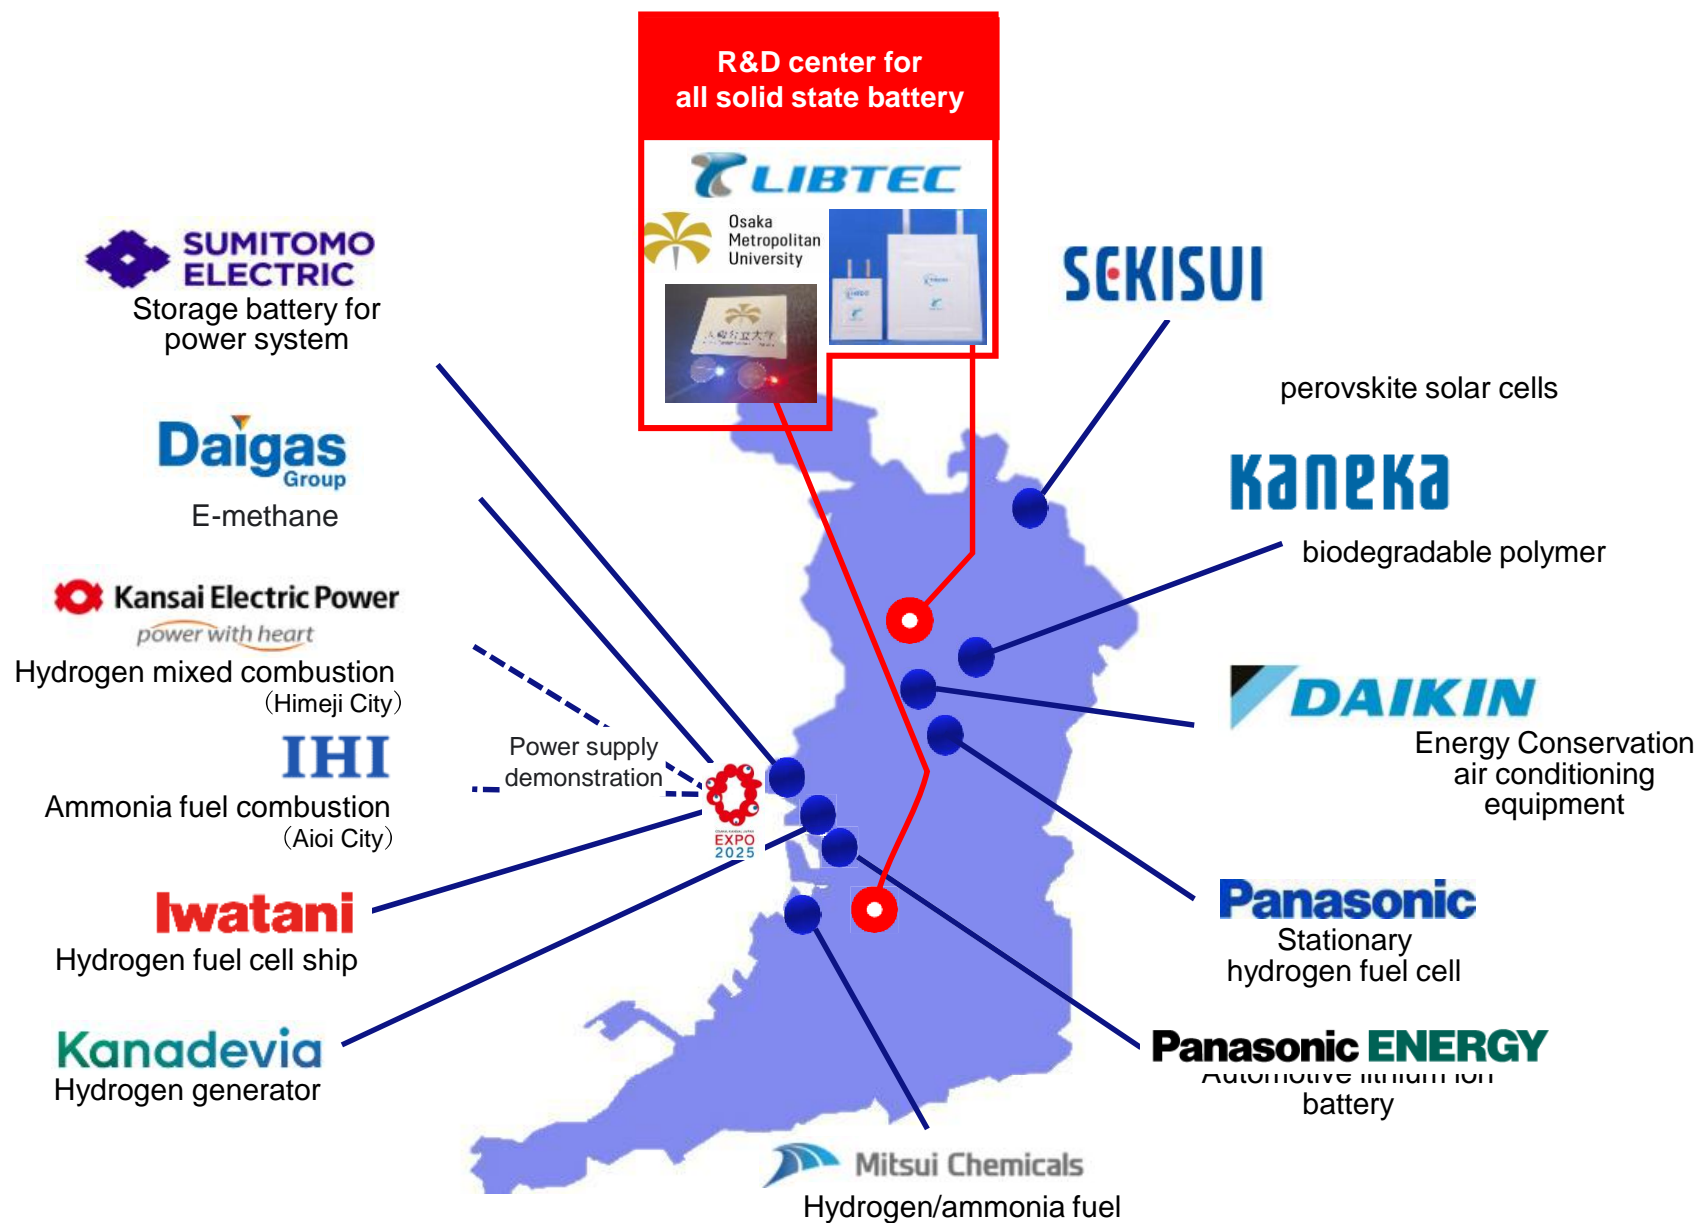 R&D center for
all solid state battery
LIBTEC
Osaka
Metropolitan
University
SUMITOMO
ELECTRIC
Storage battery for
power system
Daigas
Group
E-methane
Kansai Electric Power
power with heart
Hydrogen mixed combustion
（Himeji City）
IHI
Ammonia fuel combustion
（Aioi City）
Power supply
demonstration
EXPO
2025
Iwatani
Hydrogen fuel cell ship
Kanadevia
Hydrogen generator
SEKISUI
perovskite solar cells
Kaneka
biodegradable polymer
DAIKIN
Energy Conservation
air conditioning
equipment
Panasonic
Stationary
hydrogen fuel cell
Panasonic ENERGY
Automotive lithium ion
battery
Mitsui Chemicals
Hydrogen/ammonia fuel